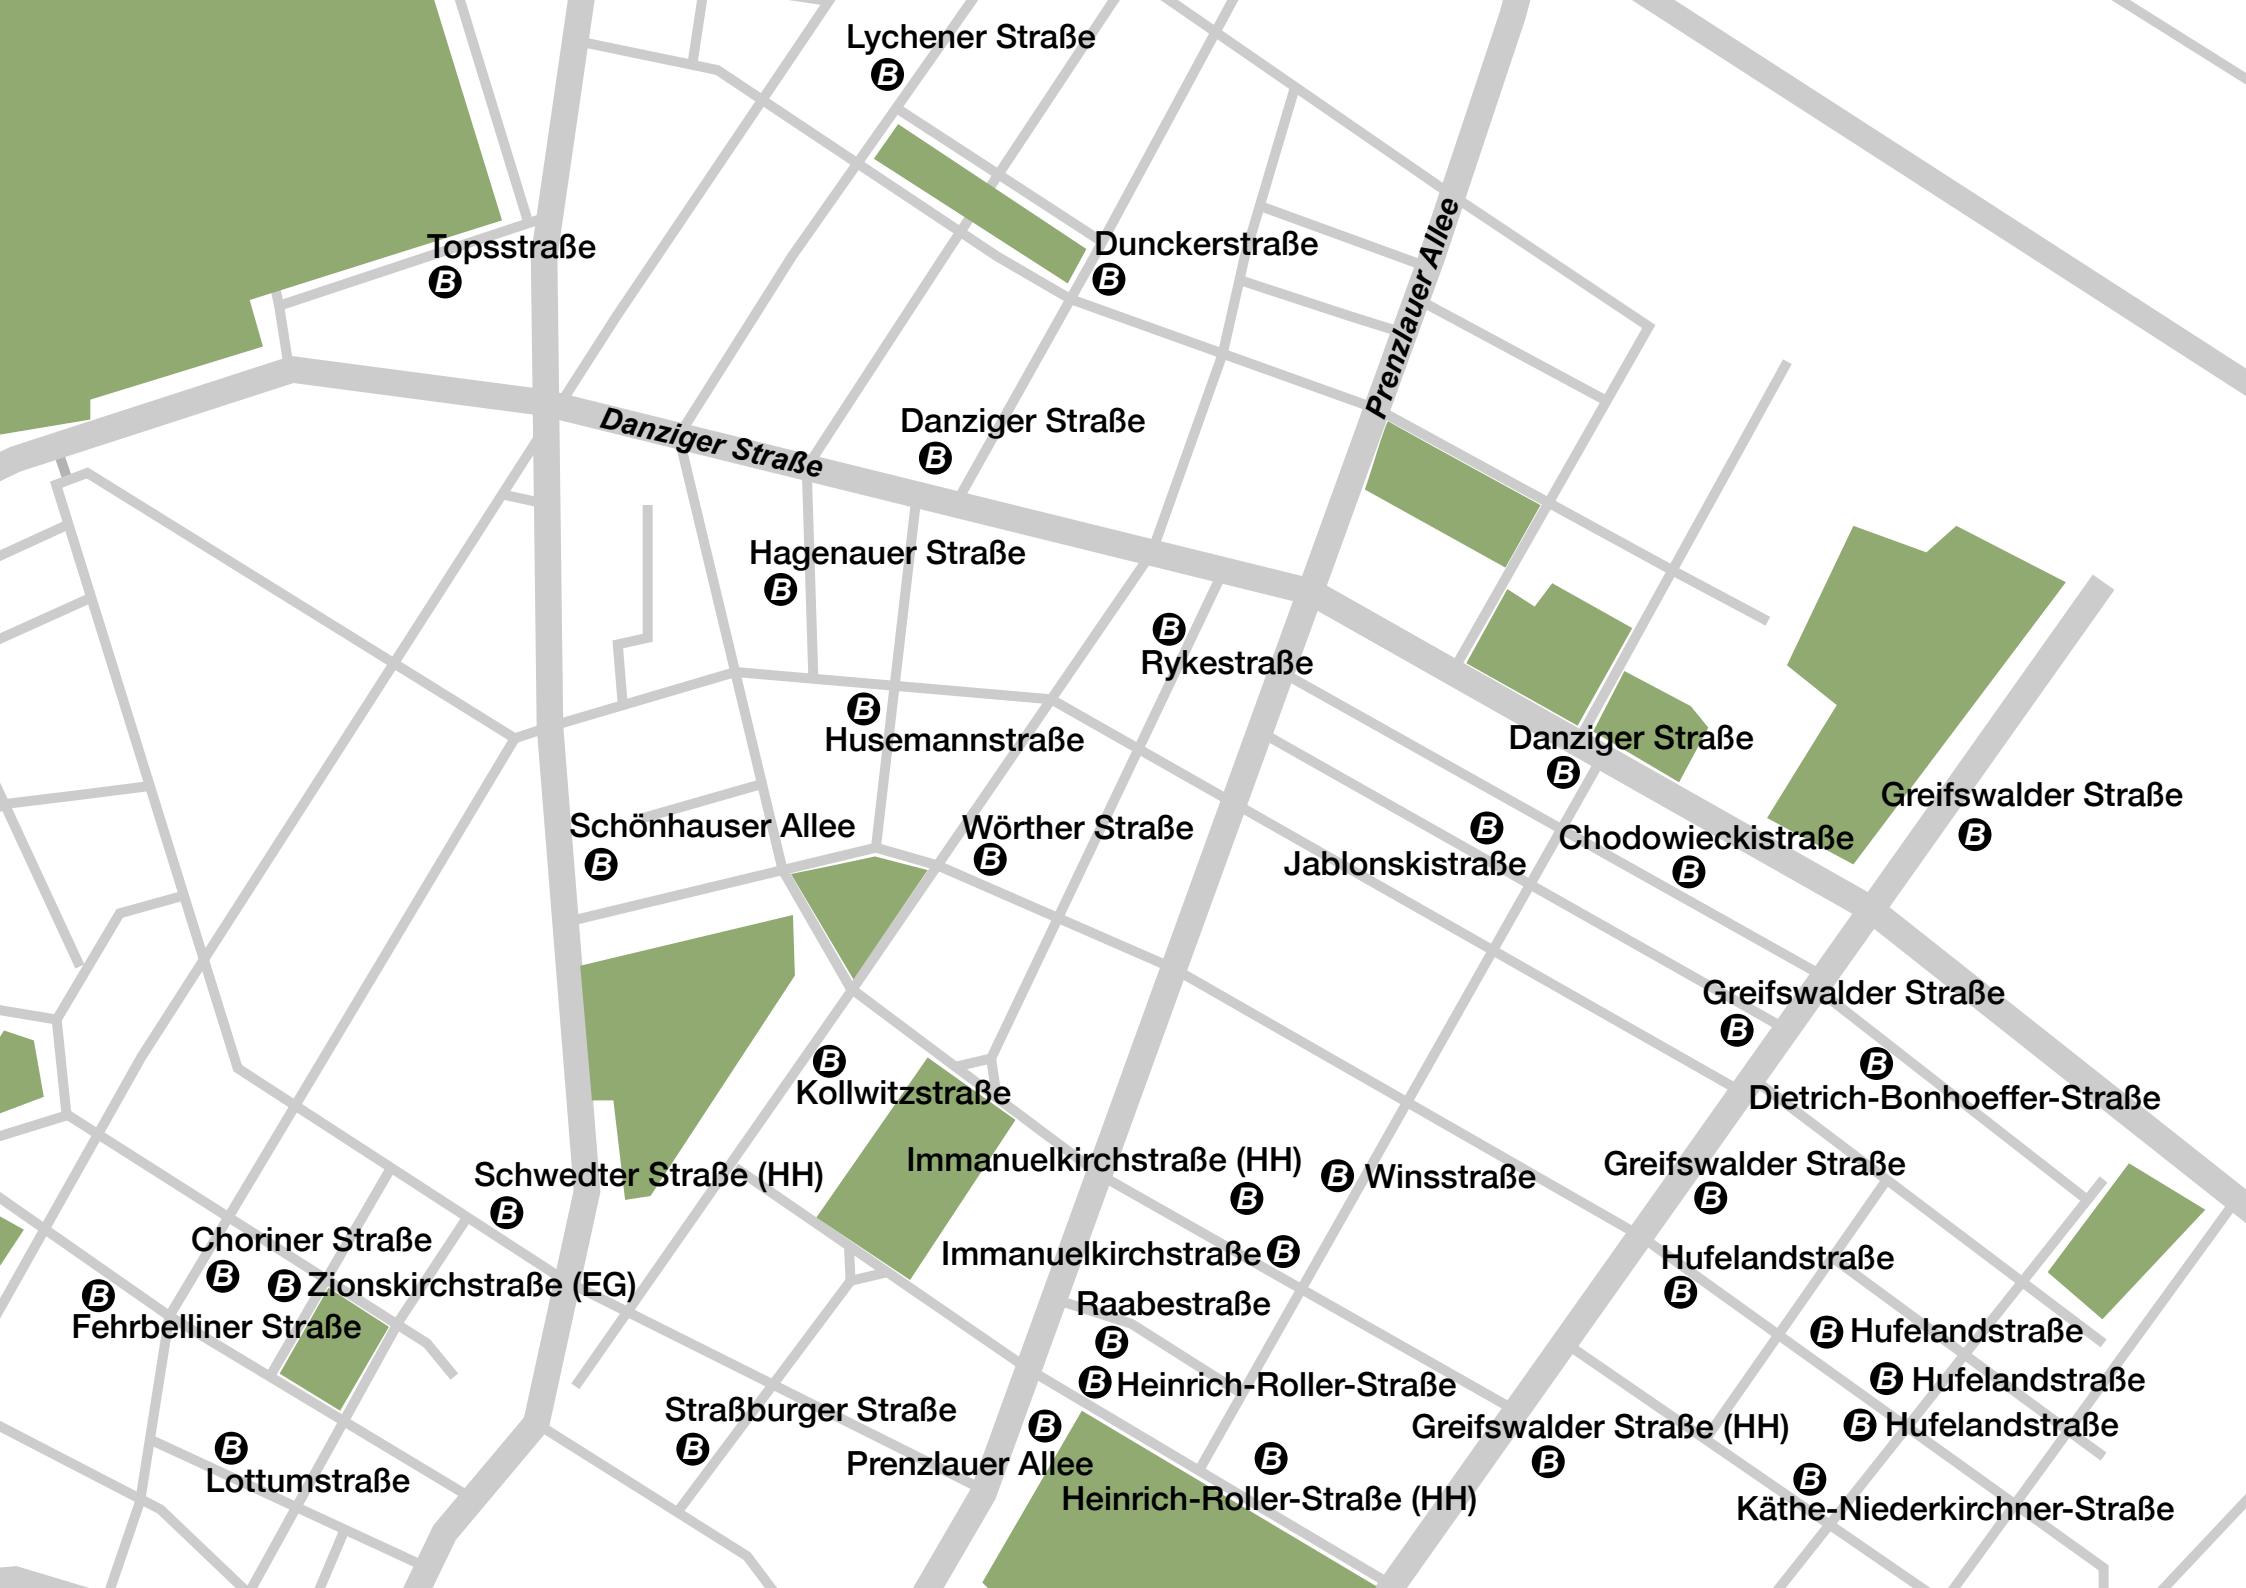 Lychener Straße
B
Prenzlauer Allee
Topsstraße
B
Dunckerstraße
B
Danziger Straße
Danziger Straße
B
Hagenauer Straße
B
B
Rykestraße
B
Husemannstraße
Danziger Straße
B
Greifswalder Straße
B
Schönhauser Allee
B
Wörther Straße
B
B
Jablonskistraße
Chodowieckistraße
B
Greifswalder Straße
B
B
Kollwitzstraße
B
Dietrich-Bonhoeffer-Straße
Schwedter Straße (HH)
B
Immanuelkirchstraße (HH)
B
B Winsstraße
Greifswalder Straße
B
Choriner Straße
B
B Zionskirchstraße (EG)
B
Fehrbelliner Straße
Immanuelkirchstraße B
Hufelandstraße
B
Raabestraße
B
B Hufelandstraße
B Heinrich-Roller-Straße
B Hufelandstraße
Straßburger Straße
B
B
Prenzlauer Allee
Greifswalder Straße (HH)
B
B Hufelandstraße
B
Lottumstraße
B
Heinrich-Roller-Straße (HH)
B
Käthe-Niederkirchner-Straße